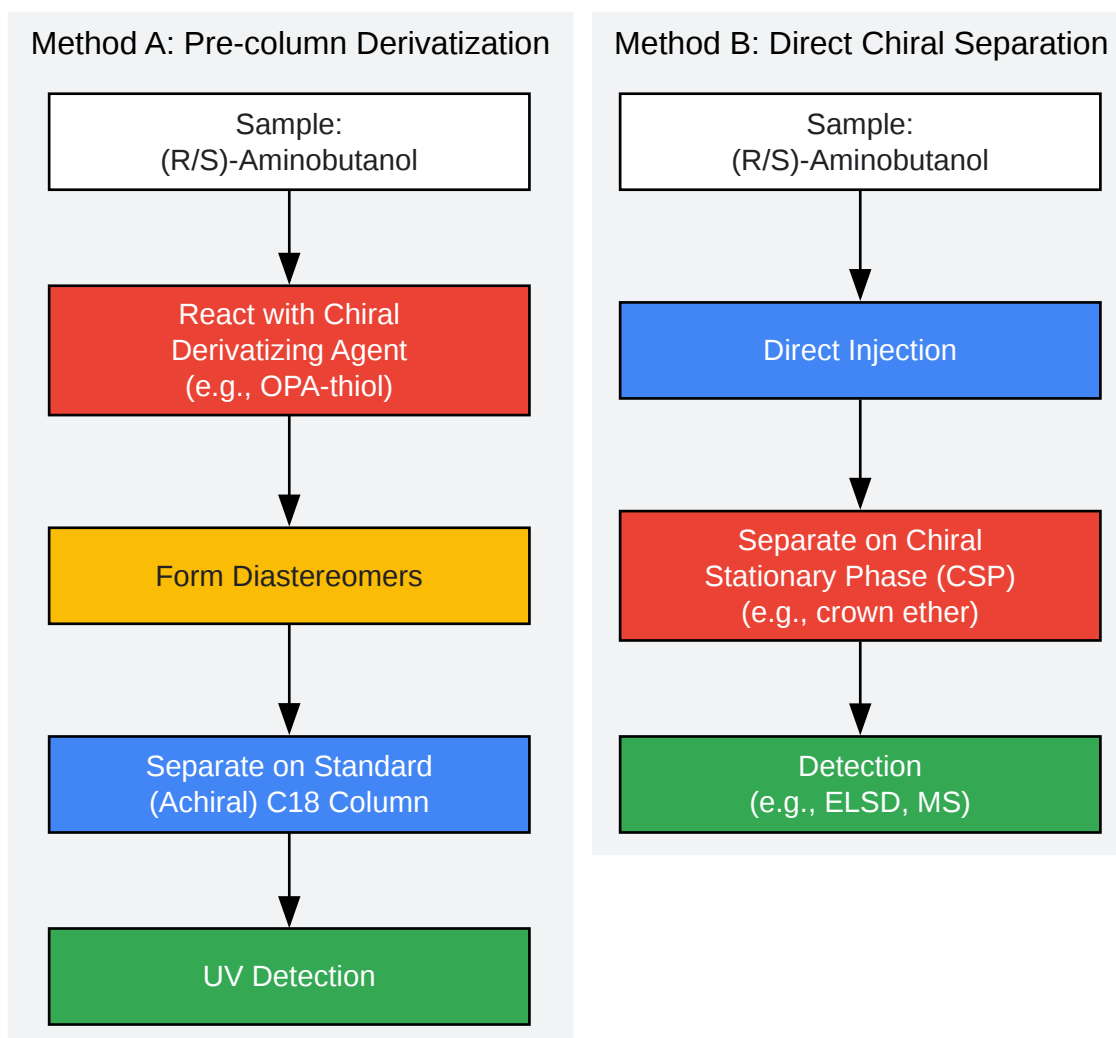 Method A: Pre-column Derivatization
Sample:
(R/S)-Aminobutanol
React with Chiral
Derivatizing Agent
(e.g., OPA-thiol)
Form Diastereomers
Separate on Standard
(Achiral) C18 Column
UV Detection
Method B: Direct Chiral Separation
Sample:
(R/S)-Aminobutanol
Direct Injection
Separate on Chiral
Stationary Phase (CSP)
(e.g., crown ether)
Detection
(e.g., ELSD, MS)